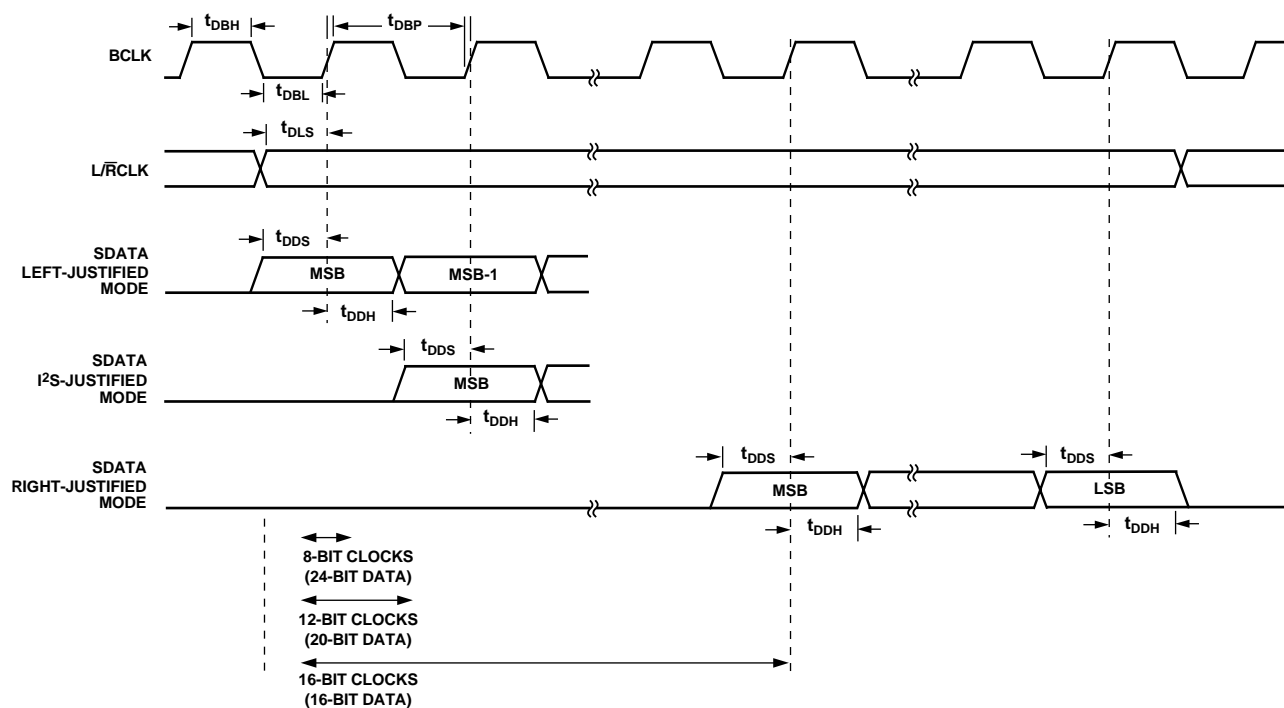 tDBH
tDBP
BCLK
tDBL
tDLS
L/R̅CLK
tDDS
SDATA
LEFT-JUSTIFIED
MODE
MSB
MSB-1
tDDH
SDATA
I²S-JUSTIFIED
MODE
tDDS
MSB
tDDH
SDATA
RIGHT-JUSTIFIED
MODE
tDDS
MSB
tDDH
tDDS
LSB
tDDH
8-BIT CLOCKS
(24-BIT DATA)
12-BIT CLOCKS
(20-BIT DATA)
16-BIT CLOCKS
(16-BIT DATA)